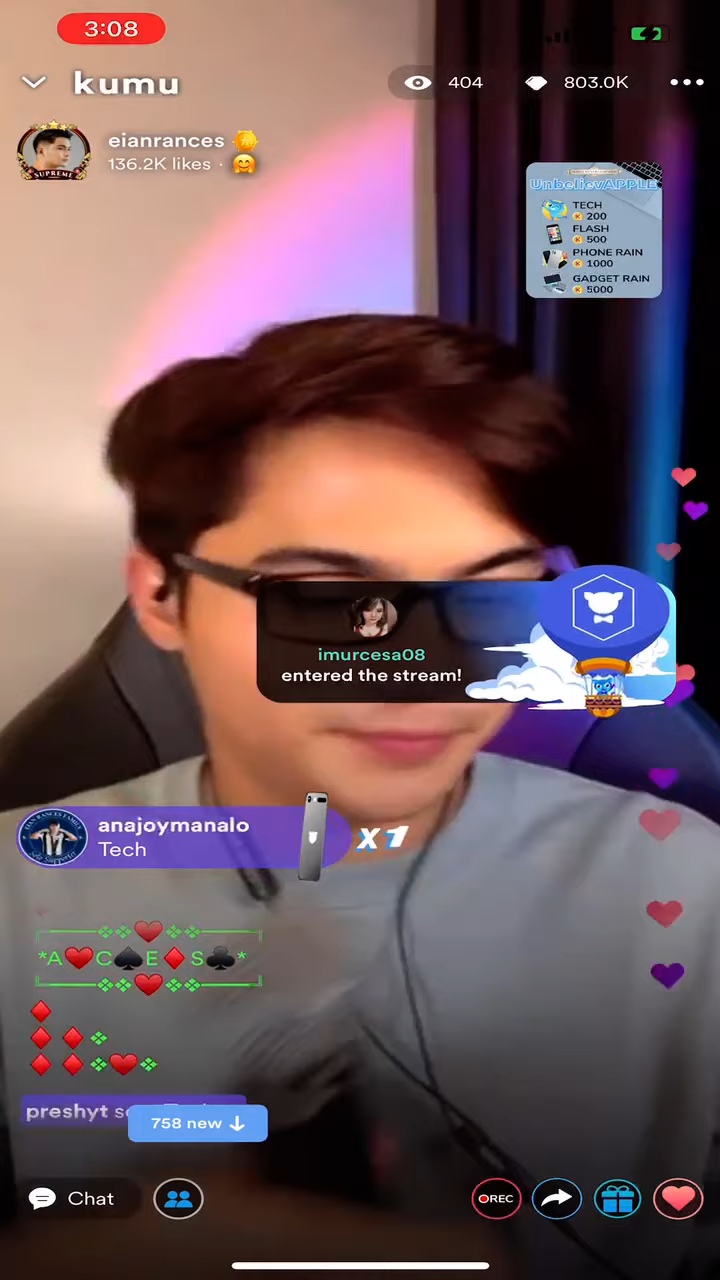 3:08
kumu
404
803.0K
eianrances
136.2K likes ·
SUPREME
UnbelievAPPLE
TECH
200
FLASH
500
PHONE RAIN
1000
GADGET RAIN
5000
imurcesa08
entered the stream!
anajoymanalo
Tech
X1
*A♥️C♠️E♦️S♣️*
preshyt
758 new
Chat
REC